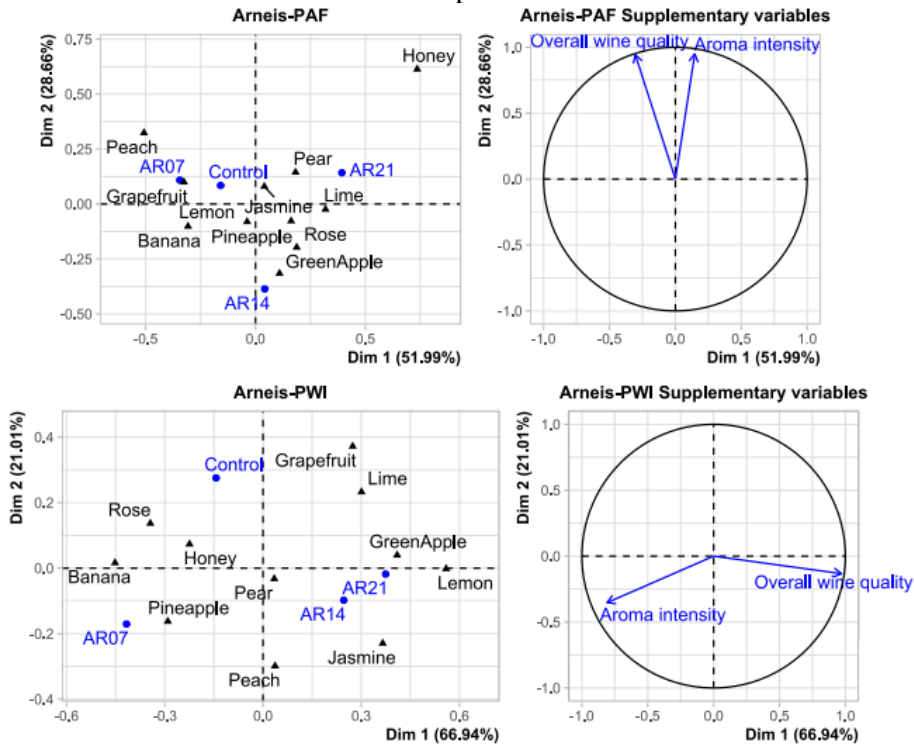 Arneis-PAF
Arneis-PAF Supplementary variables
Dim 2 (28.66%)
0.75
0.50
0.25
0.00
-0.25
-0.50
Honey
Peach
AR07
Control
Pear
AR21
Grapefruit
Lemon
Jasmine
Lime
Banana
Pineapple
Rose
GreenApple
AR14
-0.5
0.0
0.5
Dim 1 (51.99%)
Dim 2 (28.66%)
1.0
0.5
0.0
-0.5
-1.0
Overall wine quality
Aroma intensity
-1.0
-0.5
0.0
0.5
1.0
Dim 1 (51.99%)
Arneis-PWI
Arneis-PWI Supplementary variables
Dim 2 (21.01%)
0.4
0.2
0.0
-0.2
-0.4
Control
Grapefruit
Lime
Rose
Honey
GreenApple
Banana
Lemon
Pear
AR21
Pineapple
AR14
AR07
Jasmine
Peach
-0.6
-0.3
0.0
0.3
0.6
Dim 1 (66.94%)
Dim 2 (21.01%)
1.0
0.5
0.0
-0.5
-1.0
Overall wine quality
Aroma intensity
-1.0
-0.5
0.0
0.5
1.0
Dim 1 (66.94%)